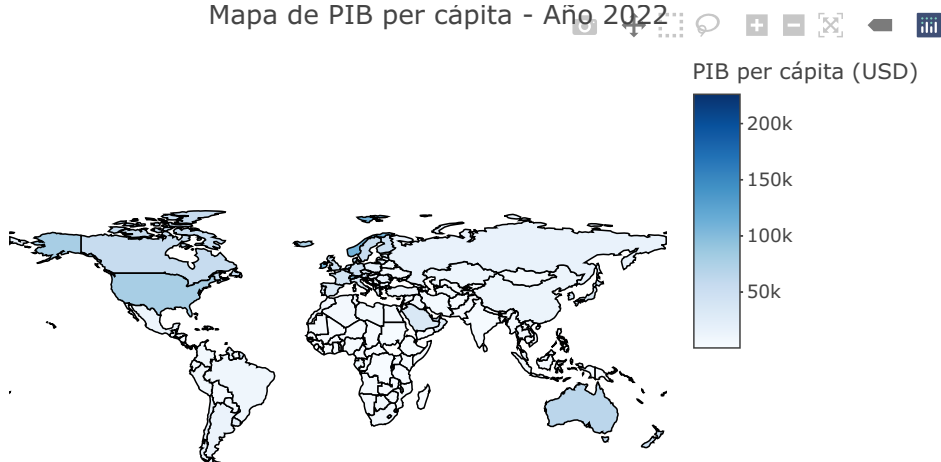 Mapa de PIB per cápita - Año 2022
PIB per cápita (USD)
200k
150k
100k
50k